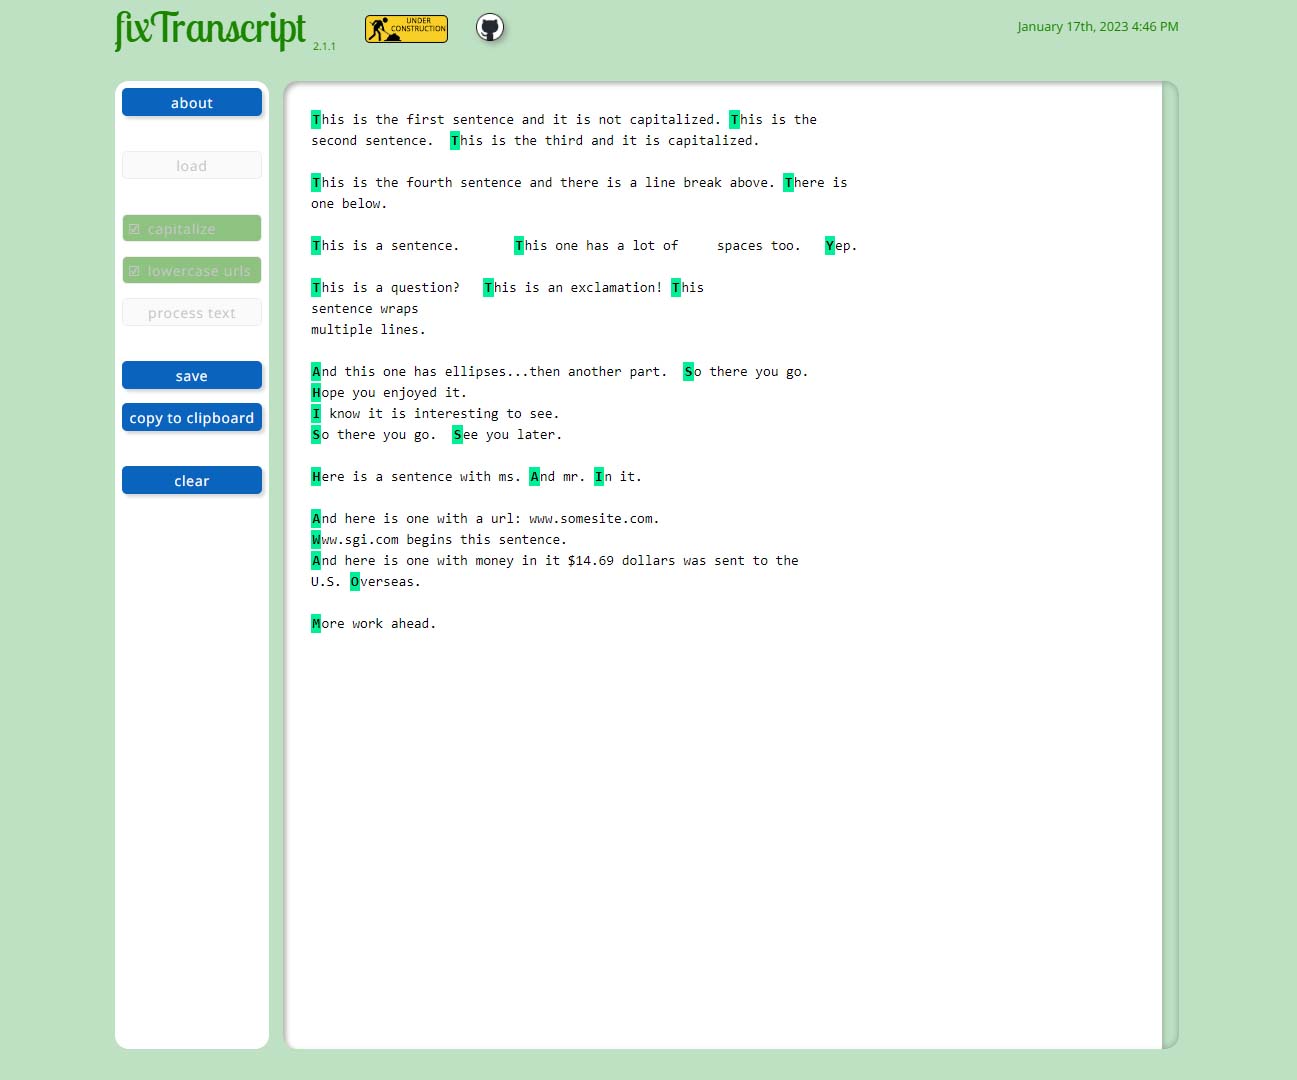 fixTranscript 2.1.1
UNDER
CONSTRUCTION
January 17th, 2023 4:46 PM
about
load
☑ capitalize
☑ lowercase urls
process text
save
copy to clipboard
clear
This is the first sentence and it is not capitalized. This is the
second sentence.  This is the third and it is capitalized.
This is the fourth sentence and there is a line break above. There is
one below.
This is a sentence.       This one has a lot of     spaces too.   Yep.
This is a question?   This is an exclamation! This
sentence wraps
multiple lines.
And this one has ellipses...then another part.  So there you go.
Hope you enjoyed it.
I know it is interesting to see.
So there you go.  See you later.
Here is a sentence with ms. And mr. In it.
And here is one with a url: www.somesite.com.
Www.sgi.com begins this sentence.
And here is one with money in it $14.69 dollars was sent to the
U.S. Overseas.
More work ahead.